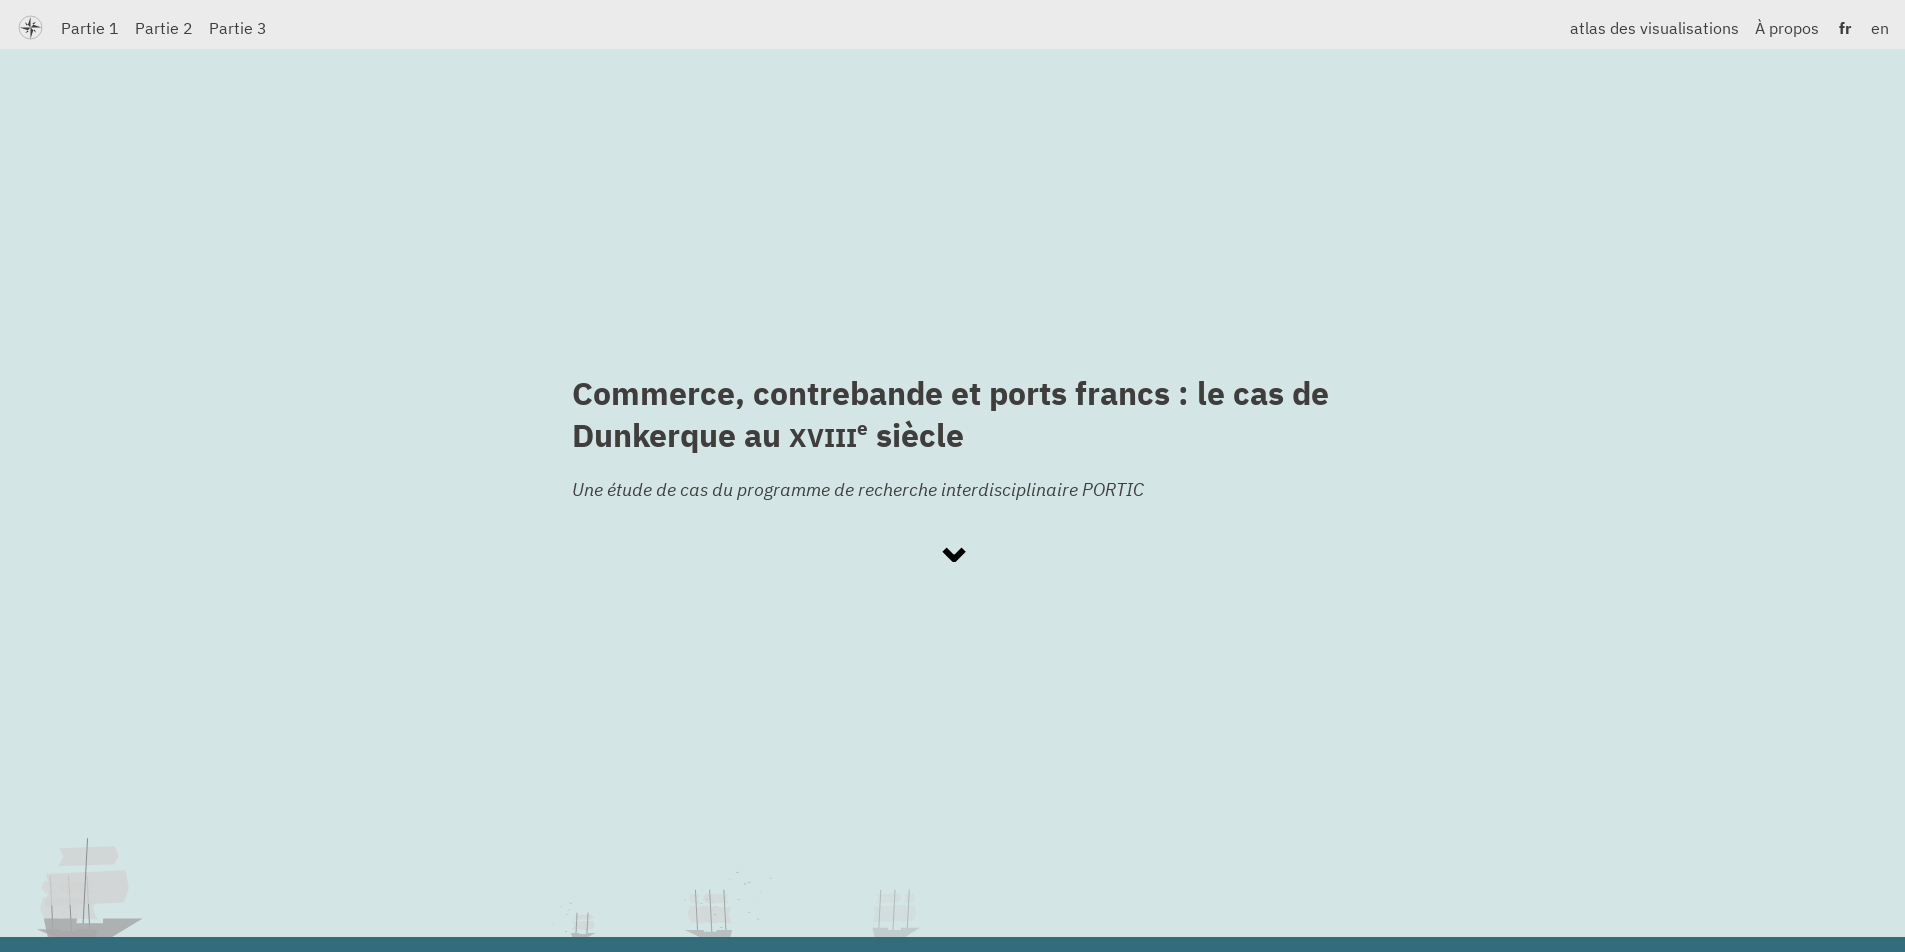 Partie 1 Partie 2 Partie 3 atlas des visualisations À propos fr en
Commerce, contrebande et ports francs : le cas de
Dunkerque au XVIIIe siècle
Une étude de cas du programme de recherche interdisciplinaire PORTIC